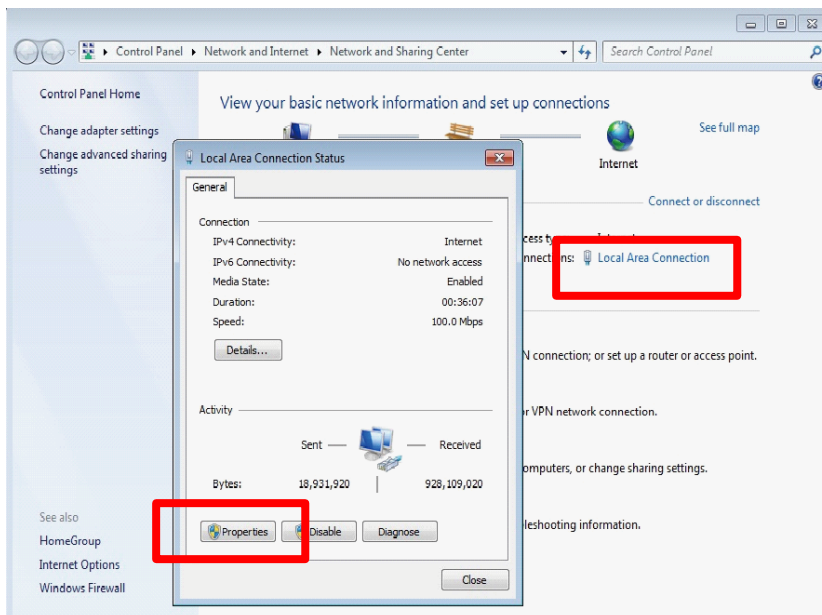 Control Panel Network and Internet Network and Sharing Center
Search Control Panel
Control Panel Home
Change adapter settings
Change advanced sharing
settings
View your basic network information and set up connections
See full map
Internet
Connect or disconnect
Local Area Connection
N connection; or set up a router or access point.
or VPN network connection.
omputers, or change sharing settings.
leshooting information.
Local Area Connection Status
General
Connection
IPv4 Connectivity: Internet
IPv6 Connectivity: No network access
Media State: Enabled
Duration: 00:36:07
Speed: 100.0 Mbps
Details...
Activity
Sent Received
Bytes: 18,931,920 928,109,020
Properties Disable Diagnose
Close
See also
HomeGroup
Internet Options
Windows Firewall